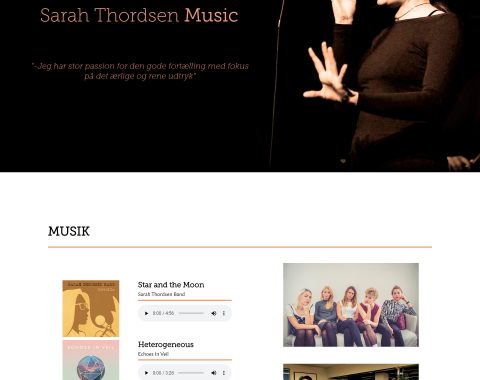 Sarah Thordsen Music
"-Jeg har stor passion for den gode fortælling med fokus
på det ærlige og rene udtryk"
MUSIK
SARAH THORDSEN BAND
Star and the Moon
Sarah Thordsen Band
0:00 / 4:56
ECHOES IN VEIL
Heterogeneous
Echoes In Veil
0:00 / 3:28